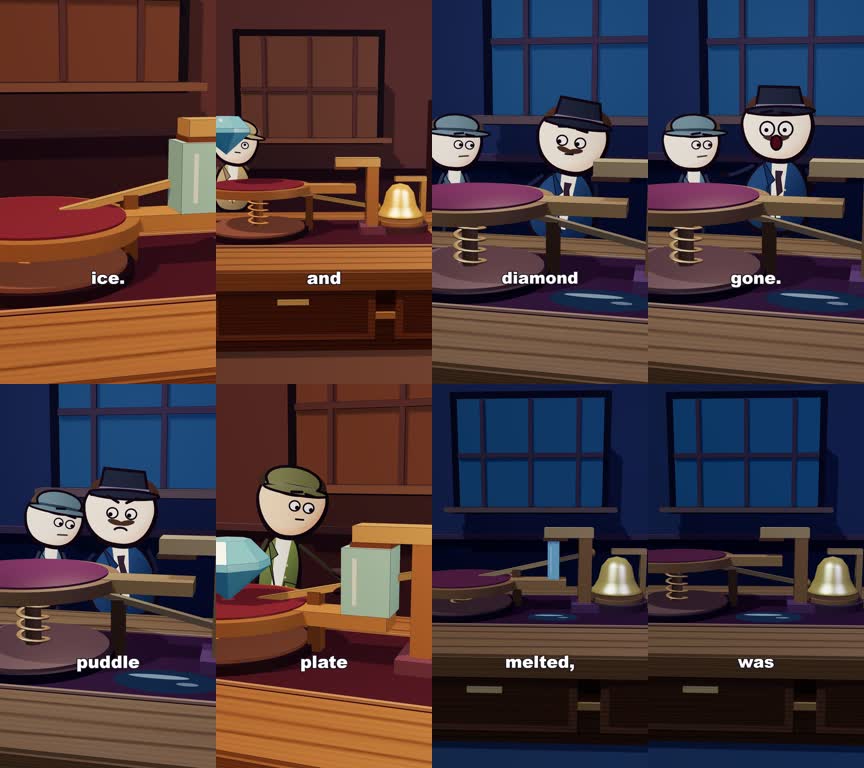 ice.
and
diamond
gone.
puddle
plate
melted,
was